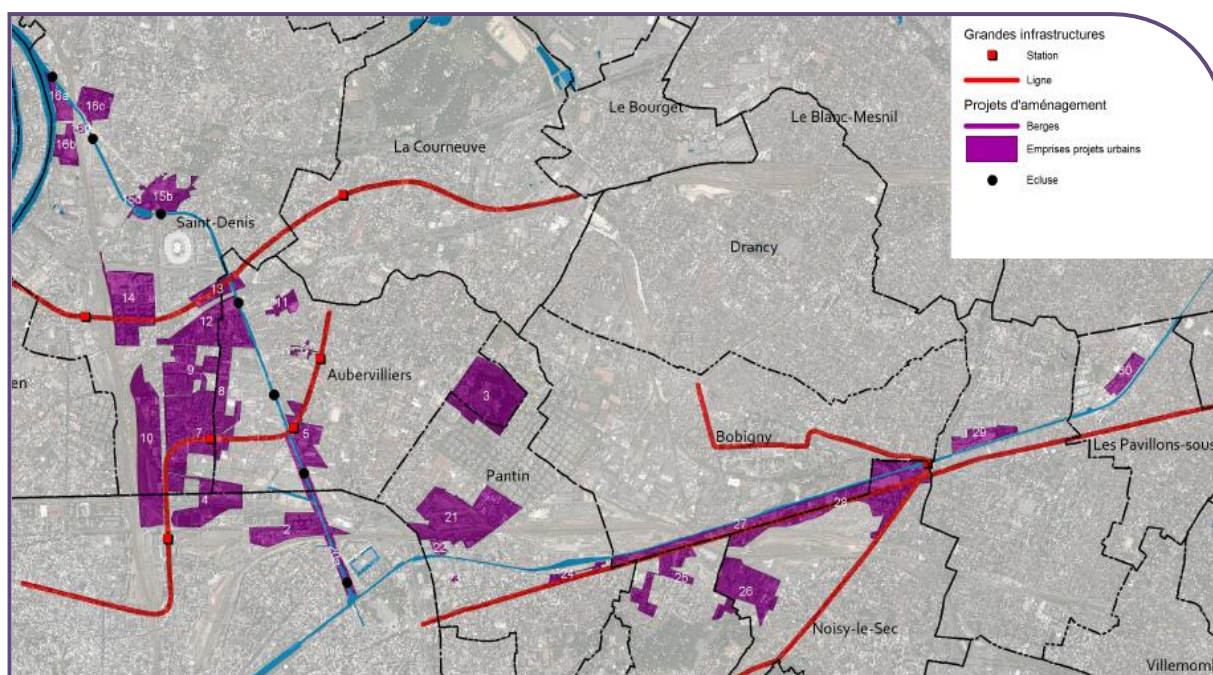 Grandes infrastructures
Station
Ligne
Projets d'aménagement
Berges
Emprises projets urbains
Ecluse
Le Bourget
Le Blanc-Mesnil
La Courneuve
16a
16c
16b
15b
Saint-Denis
Drancy
14
13
11
12
en
9
8
Aubervilliers
3
30
10
7
5
Bobigny
29
Les Pavillons-sous
Pantin
4
21
28
2
27
22
24
25
26
Noisy-le-Sec
Villemomb